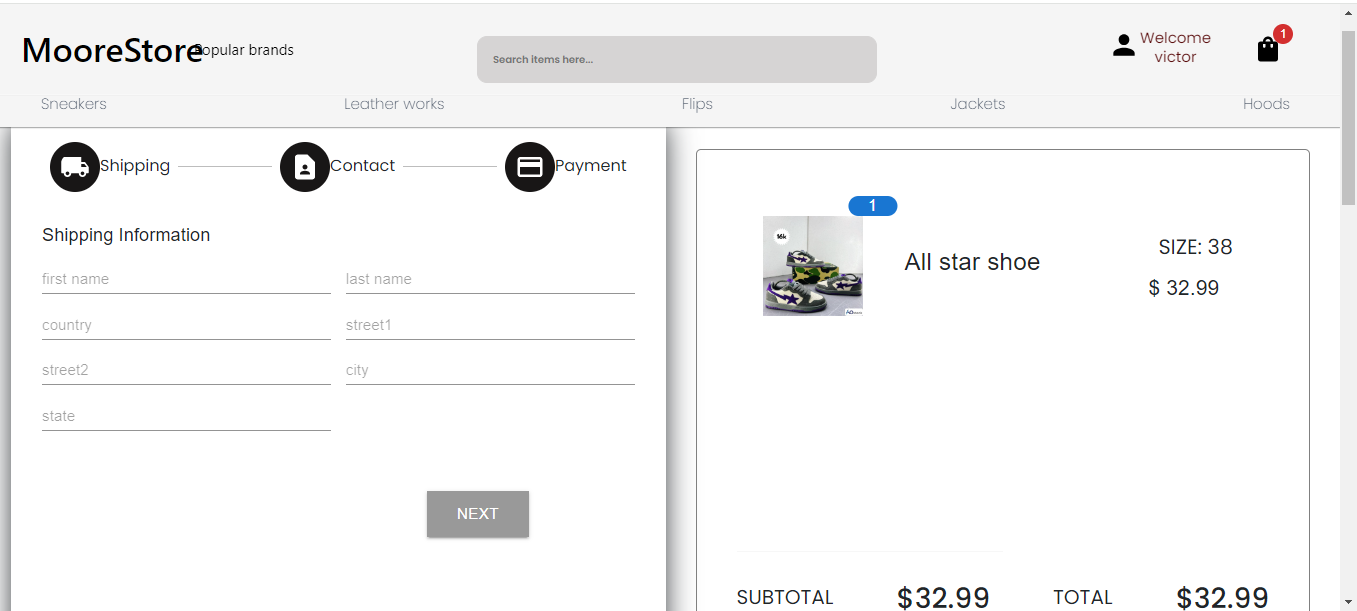 MooreStore
Popular brands
Search items here...
Welcome
victor
1
Sneakers
Leather works
Flips
Jackets
Hoods
Shipping
Contact
Payment
Shipping Information
first name
last name
country
street1
street2
city
state
NEXT
1
16k
All star shoe
SIZE: 38
$ 32.99
SUBTOTAL
$32.99
TOTAL
$32.99